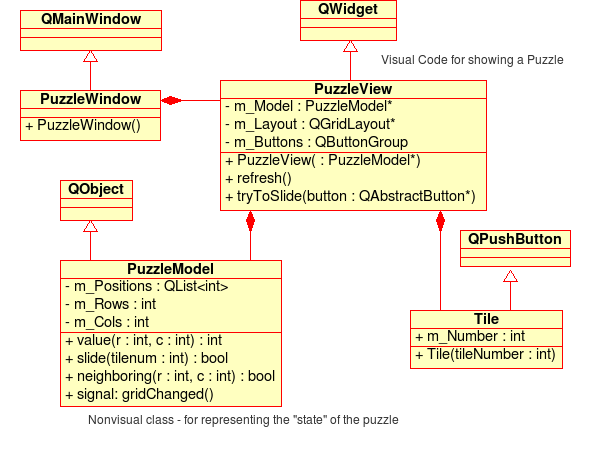 QMainWindow
QWidget
Visual Code for showing a Puzzle
PuzzleWindow
+ PuzzleWindow()
PuzzleView
- m_Model : PuzzleModel*
- m_Layout : QGridLayout*
- m_Buttons : QButtonGroup
+ PuzzleView( : PuzzleModel*)
+ refresh()
+ tryToSlide(button : QAbstractButton*)
QObject
QPushButton
PuzzleModel
- m_Positions : QList<int>
- m_Rows : int
- m_Cols : int
+ value(r : int, c : int) : int
+ slide(tilenum : int) : bool
+ neighboring(r : int, c : int) : bool
+ signal: gridChanged()
Tile
+ m_Number : int
+ Tile(tileNumber : int)
Nonvisual class - for representing the "state" of the puzzle